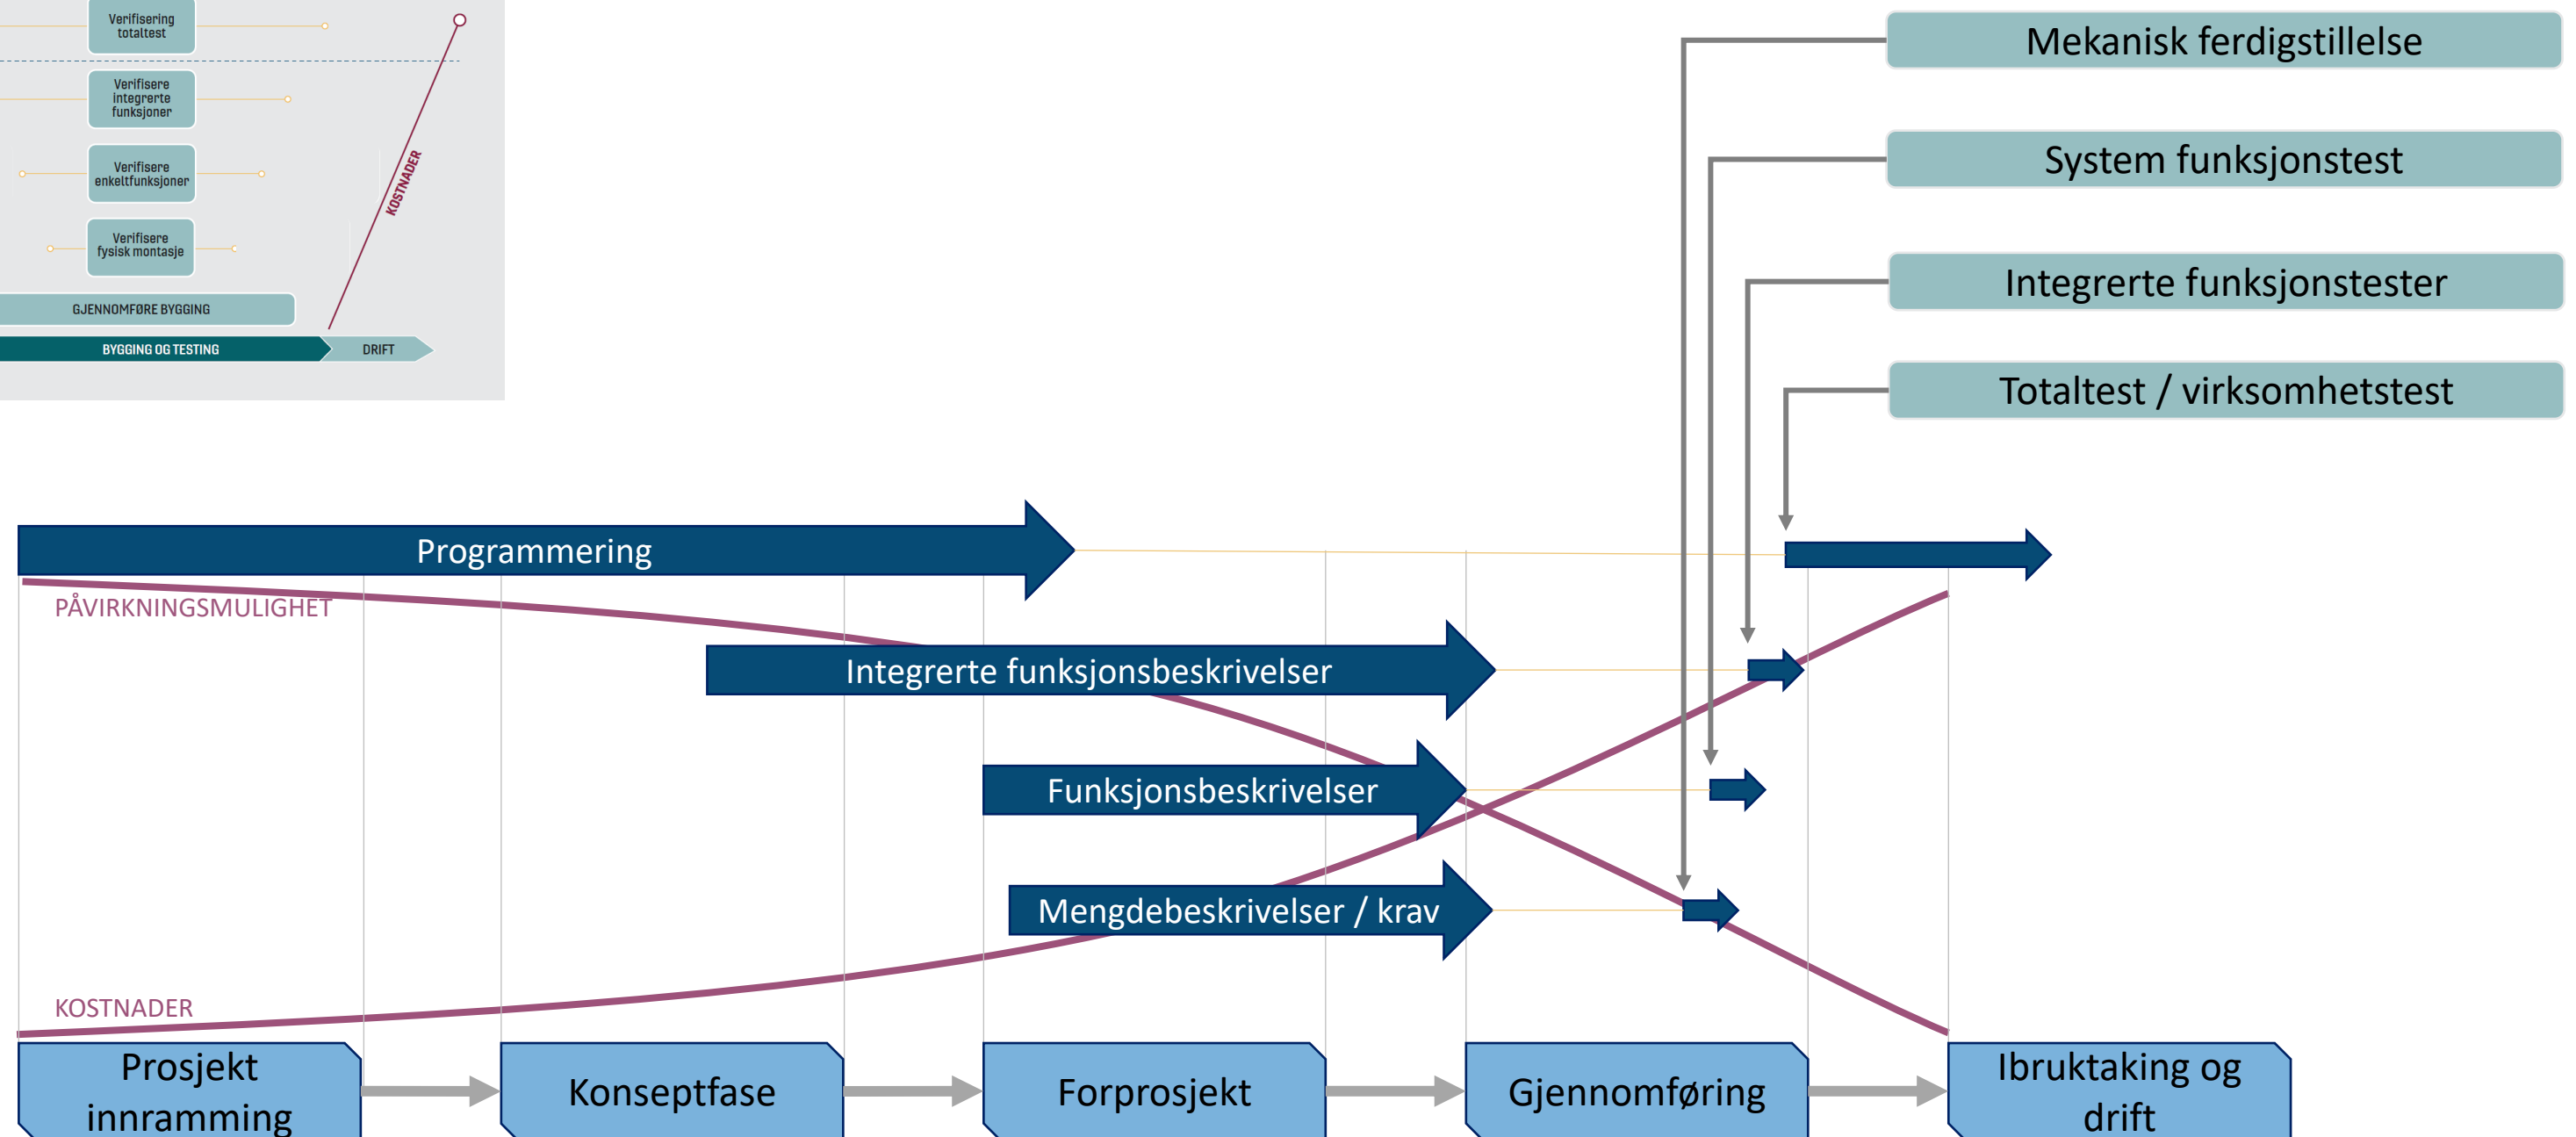 Verifisering
totaltest
Verifisere
integrerte
funksjoner
Verifisere
enkeltfunksjoner
Verifisere
fysisk montasje
KOSTNADER
GJENNOMFØRE BYGGING
BYGGING OG TESTING
DRIFT
Mekanisk ferdigstillelse
System funksjonstest
Integrerte funksjonstester
Totaltest / virksomhetstest
Programmering
PÅVIRKNINGSMULIGHET
Integrerte funksjonsbeskrivelser
Funksjonsbeskrivelser
Mengdebeskrivelser / krav
KOSTNADER
Prosjekt
innramming
Konseptfase
Forprosjekt
Gjennomføring
Ibruktaking og
drift